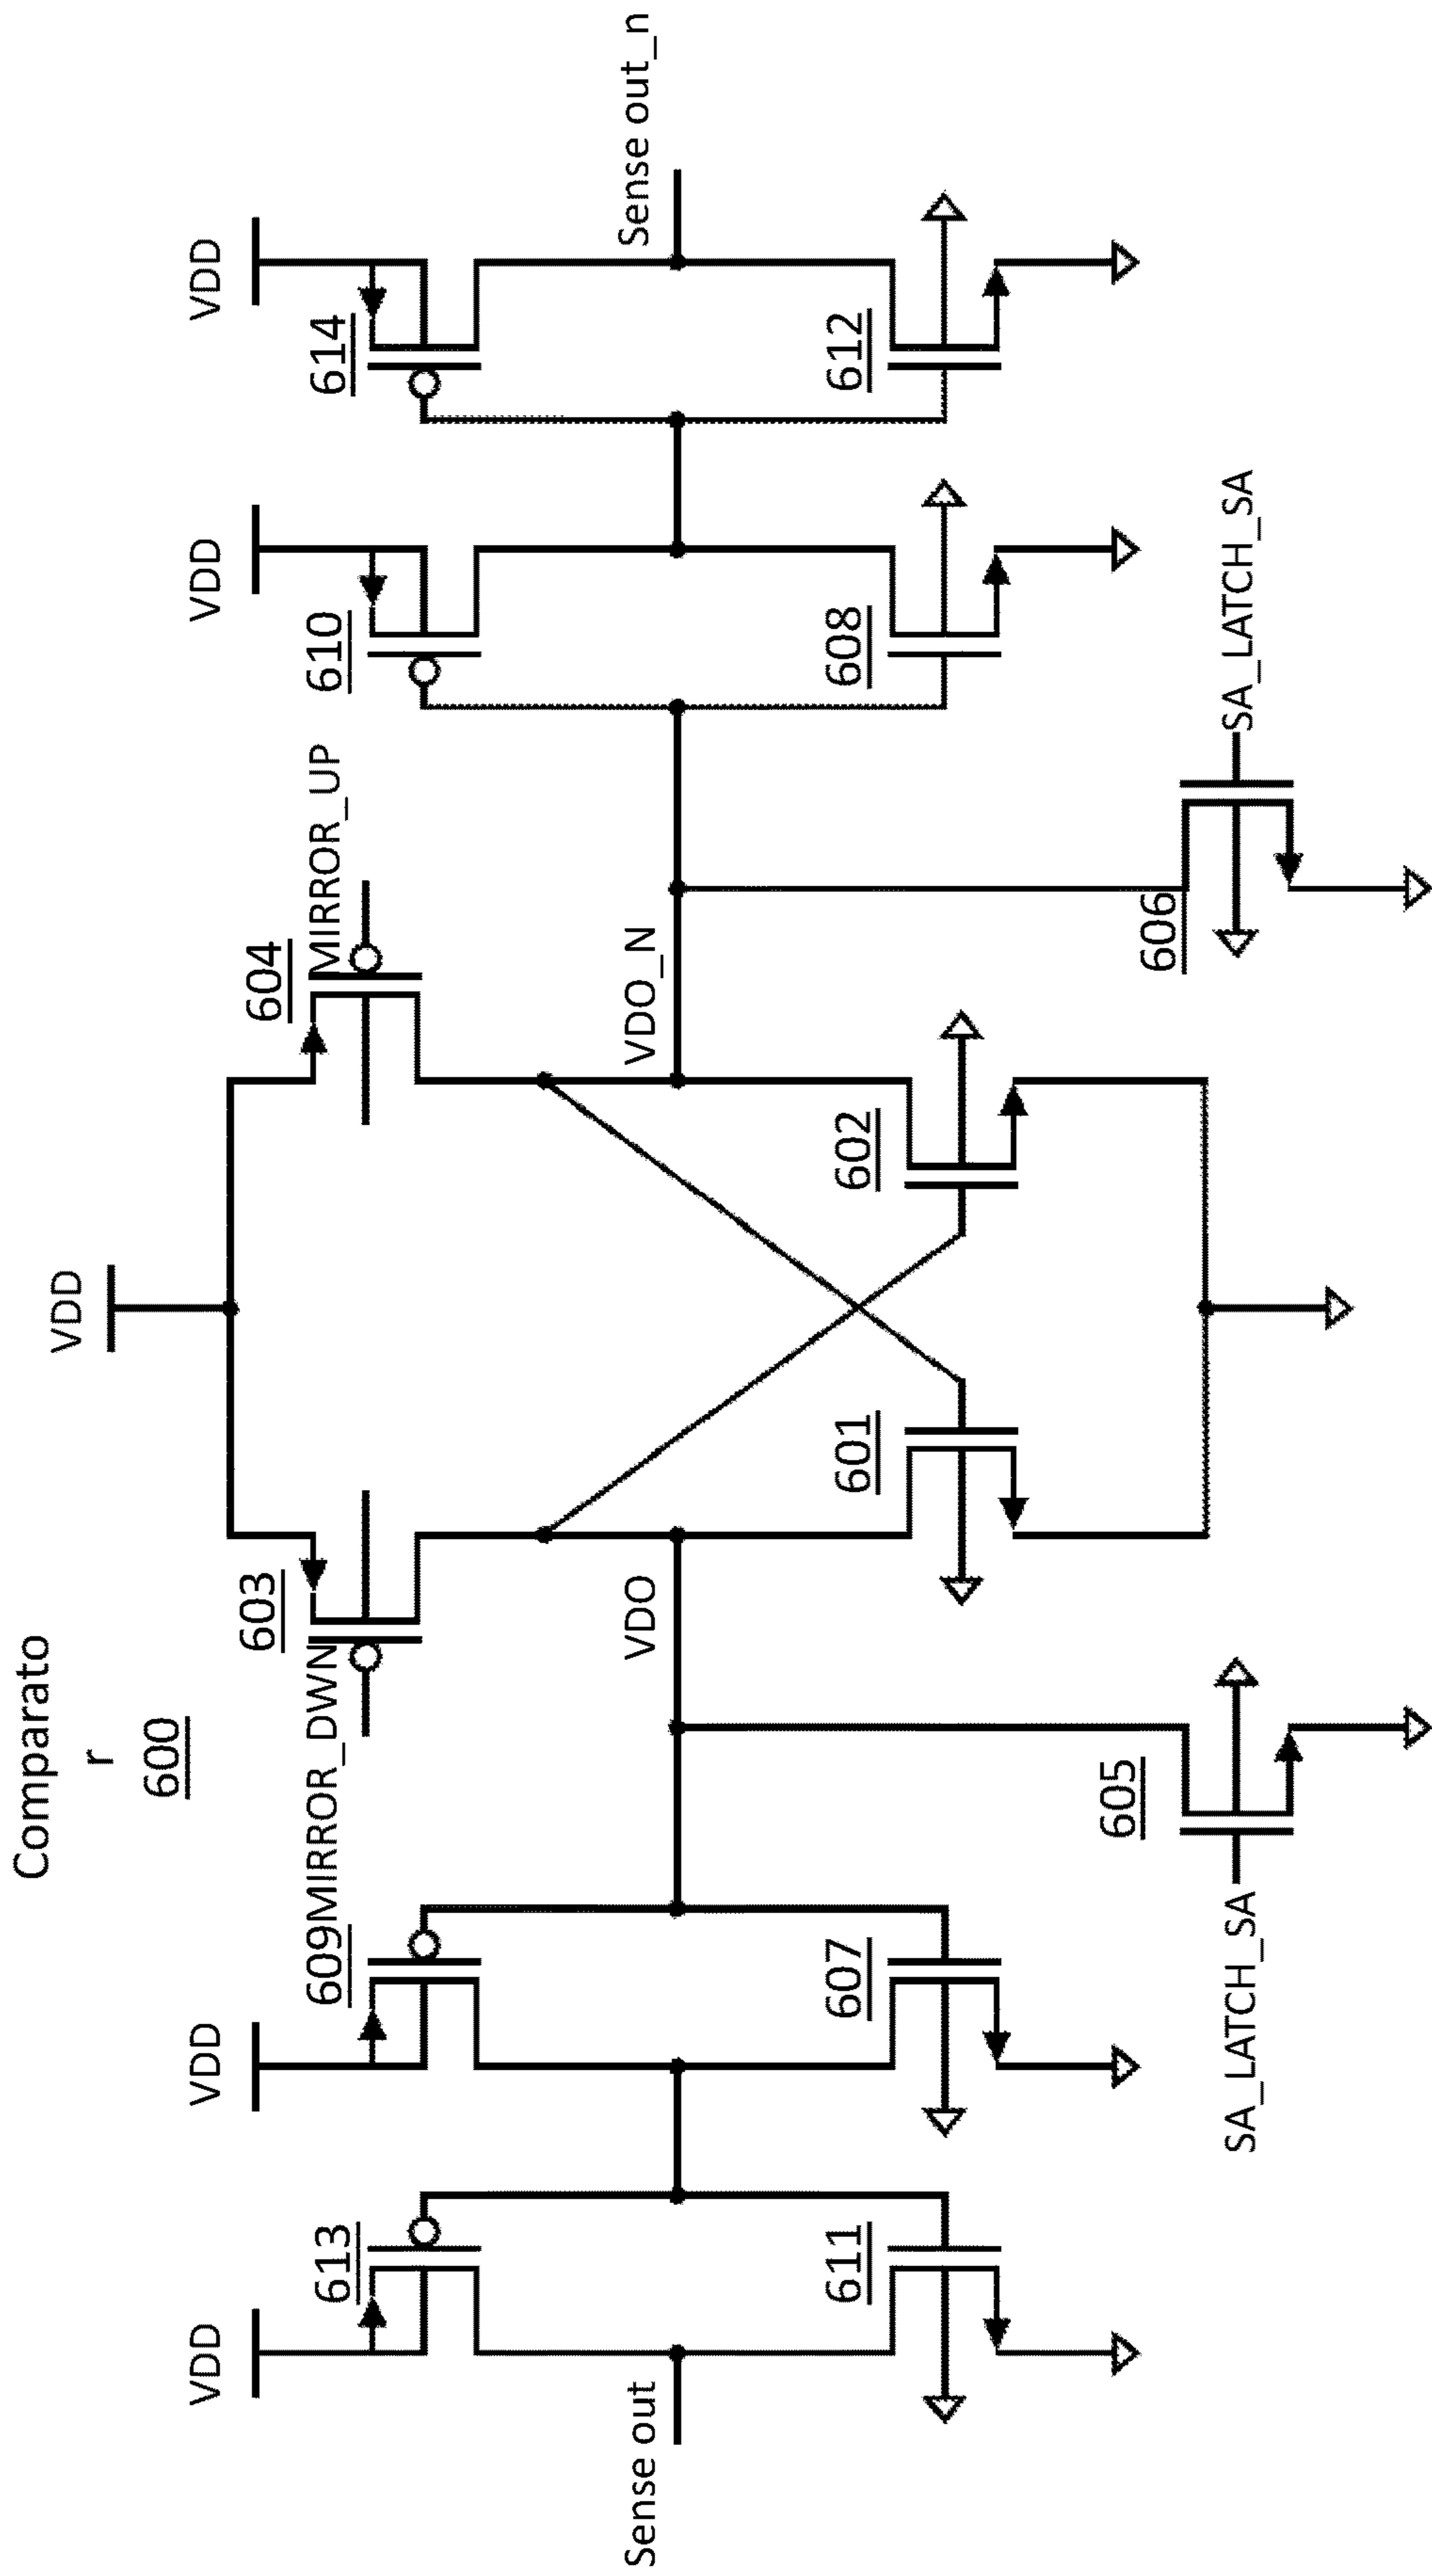 Comparato
r
600
VDD
603
604
MIRROR_DWN
MIRROR_UP
VDD
613
VDD
609
VDD
610
VDD
614
Sense out
VDO
VDO_N
Sense out_n
611
607
601
602
608
612
605
606
SA_LATCH_SA
SA_LATCH_SA